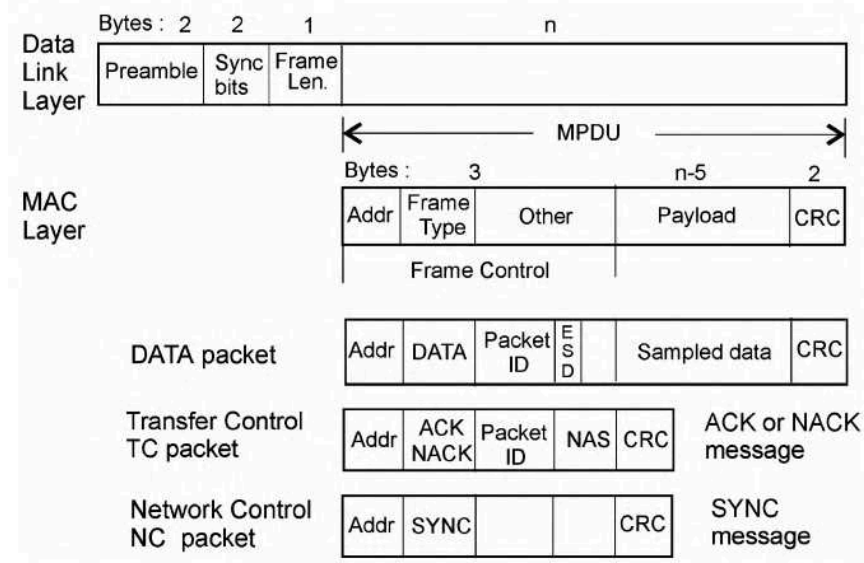 Bytes : 2 2 1 n
Data Link Layer
Preamble
Sync bits
Frame Len.
MPDU
Bytes : 3 n-5 2
MAC Layer
Addr
Frame Type
Other
Payload
CRC
Frame Control
DATA packet
Addr
DATA
Packet ID
ESD
Sampled data
CRC
Transfer Control TC packet
Addr
ACK NACK
Packet ID
NAS
CRC
ACK or NACK message
Network Control NC packet
Addr
SYNC
CRC
SYNC message